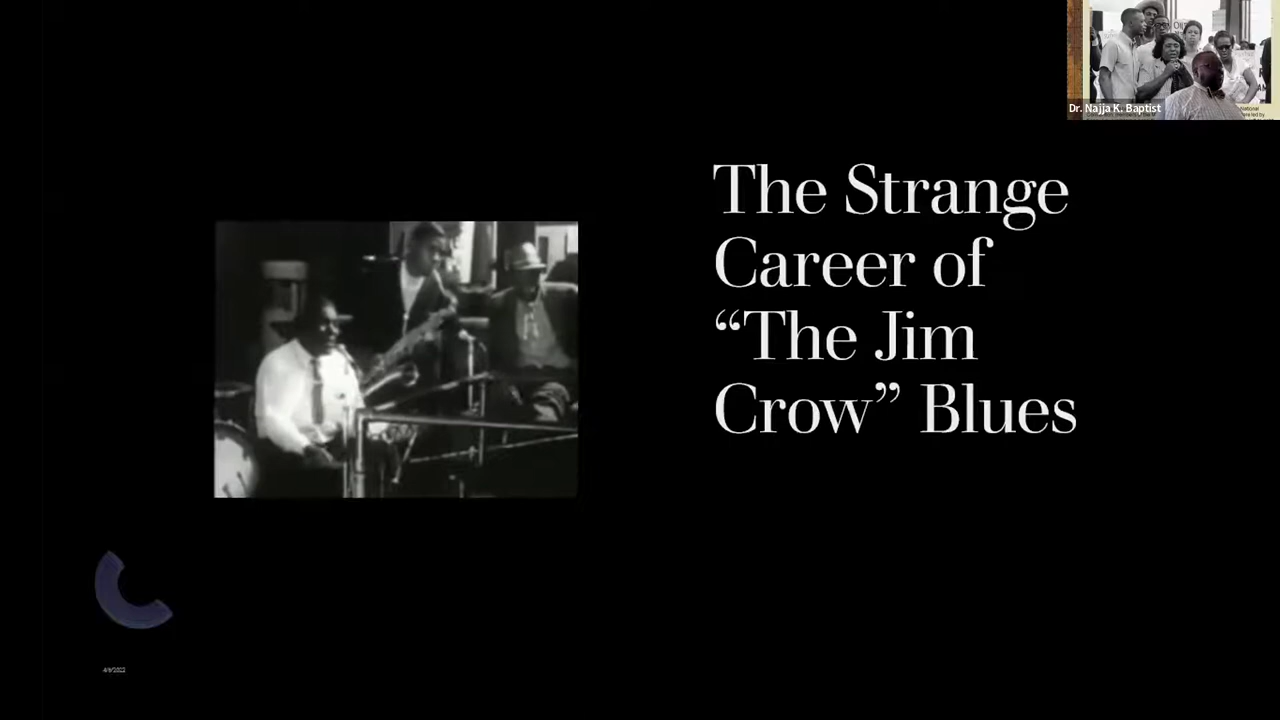 Dr. Najja K. Baptist
The Strange
Career of
“The Jim
Crow” Blues